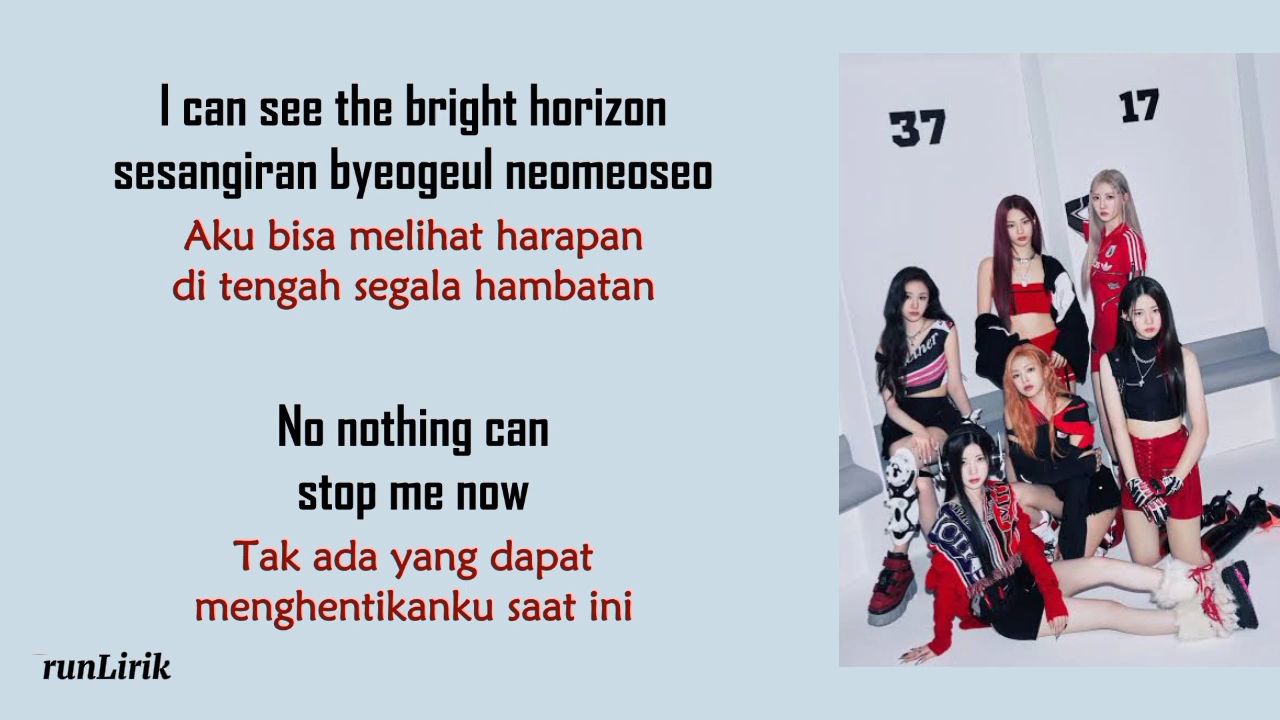 I can see the bright horizon
sesangiran byeogeul neomeoseo
Aku bisa melihat harapan
di tengah segala hambatan
No nothing can
stop me now
Tak ada yang dapat
menghentikanku saat ini
runLirik
37
17